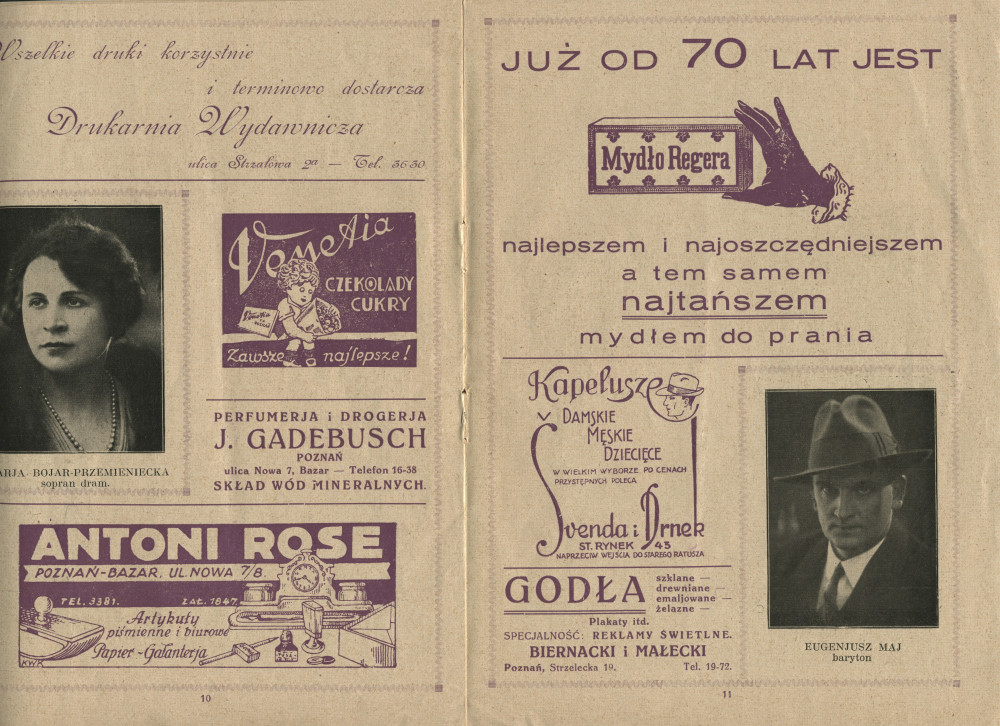 Wszelkie druki korzystnie
i terminowo dostarcza
Drukarnia Wydawnicza
ulica Strzałowa 2a — Tel. 3630
ARJA BOJAR-PRZEMIENIECKA
sopran dram.
Venetia
CZEKOLADY
CUKRY
Zawsze najlepsze!
PERFUMERJA i DROGERJA
J. GADEBUSCH
POZNAŃ
ulica Nowa 7, Bazar — Telefon 16-38
SKŁAD WÓD MINERALNYCH.
ANTONI ROSE
POZNAŃ-BAZAR, UL. NOWA 7/8.
TEL. 3381. ZAŁ. 1847
Artykuły
piśmienne i biurowe
Papier-Galanterja
KWK
10
JUŻ OD 70 LAT JEST
Mydło Regera
najlepszem i najoszczędniejszem
a tem samem
najtańszem
mydłem do prania
Kapelusze
DAMSKIE
MĘSKIE
DZIECIĘCE
W WIELKIM WYBORZE PO CENACH
PRZYSTĘPNYCH POLECA
Švenda i Drnek
ST. RYNEK 43
NAPRZECIW WEJŚCIA DO STAREGO RATUSZA
GODŁA
szklane —
drewniane —
emaljowane —
żelazne —
Plakaty itd.
SPECJALNOŚĆ: REKLAMY ŚWIETLNE.
BIERNACKI i MAŁECKI
Poznań, Strzelecka 19. Tel. 19-72.
EUGENJUSZ MAJ
baryton
11